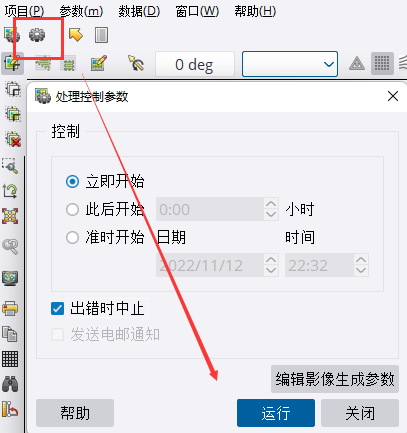 项目(P) 参数(m) 数据(D) 窗口(W) 帮助(H)
0 deg
处理控制参数
控制
立即开始
此后开始 0:00 小时
准时开始 日期 时间
2022/11/12 22:32
出错时中止
发送电邮通知
编辑影像生成参数
帮助 运行 关闭